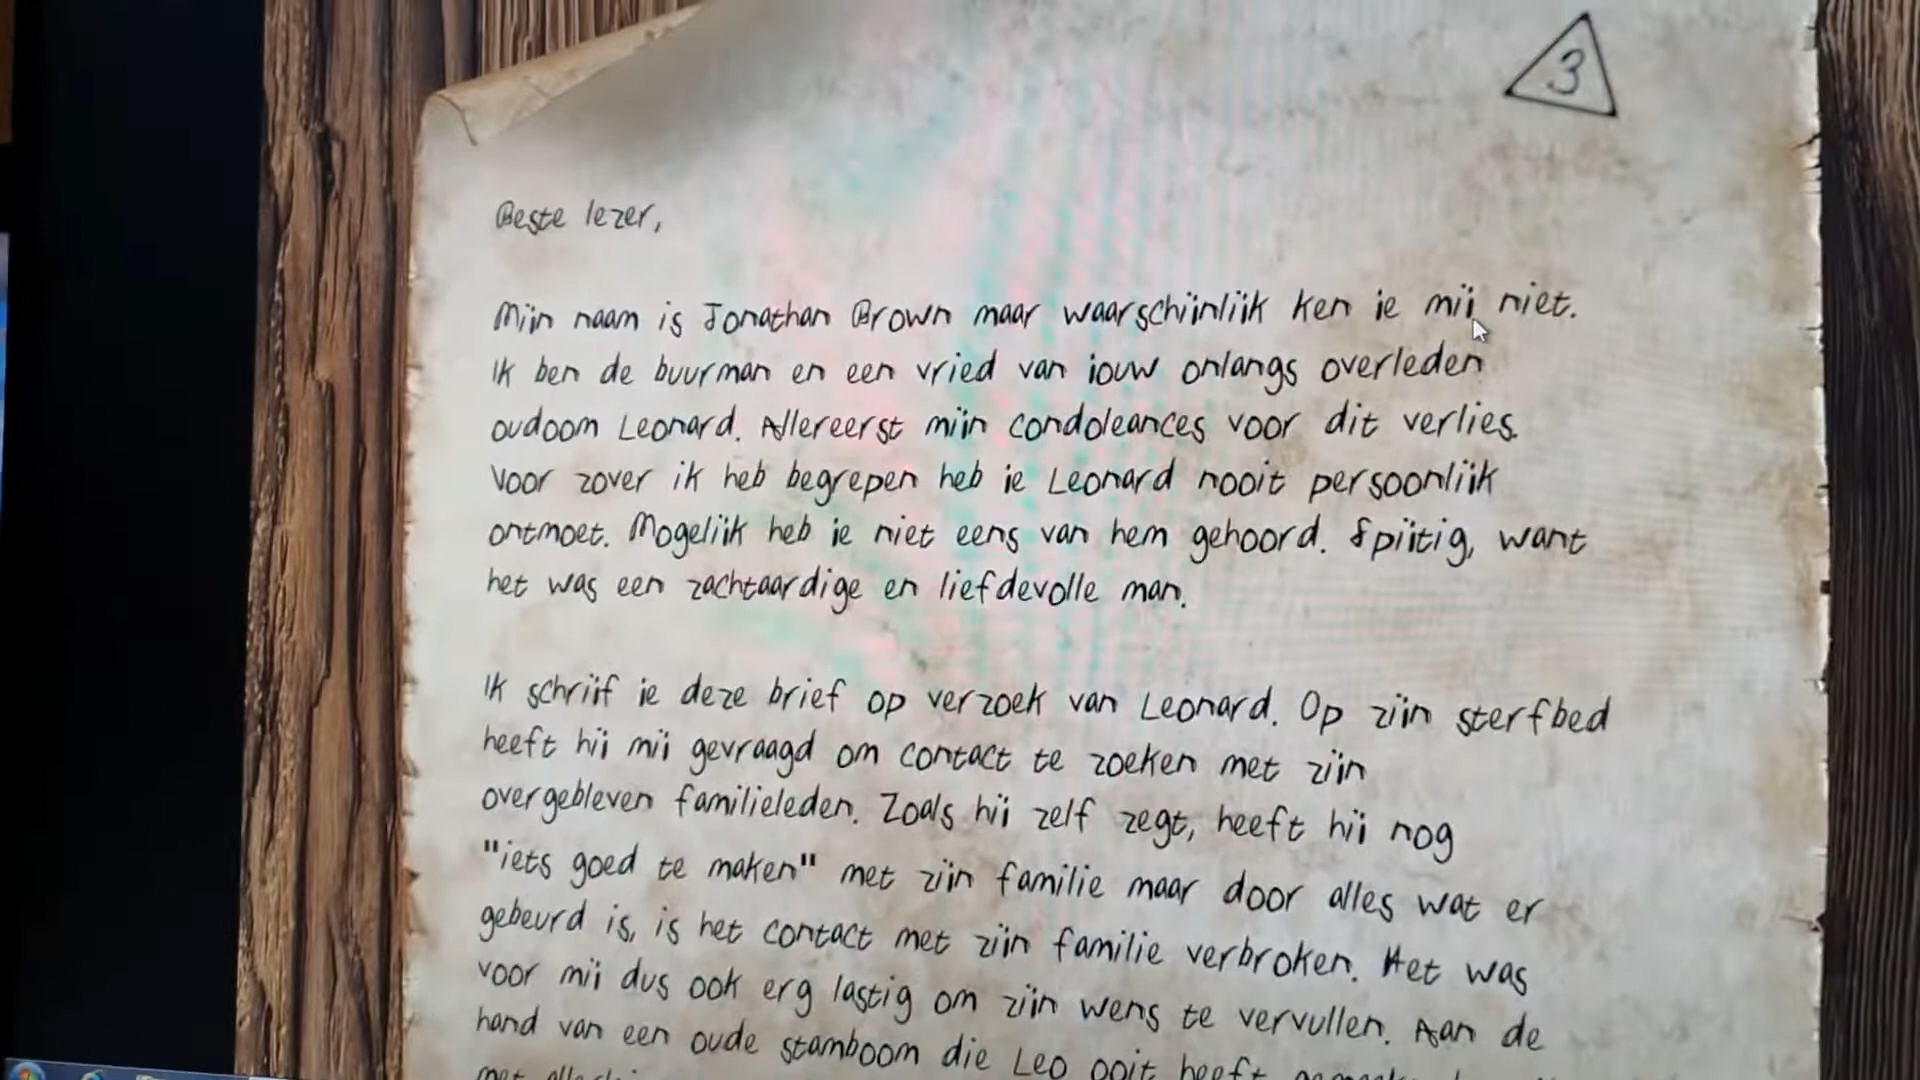 3
Beste lezer,
Mijn naam is Jonathan Brown maar waarschijnlijk ken je mij niet.
Ik ben de buurman en een vried van jouw onlangs overleden
oudoom Leonard. Allereerst mijn condoleances voor dit verlies.
Voor zover ik heb begrepen heb je Leonard nooit persoonlijk
ontmoet. Mogelijk heb je niet eens van hem gehoord. Spijtig, want
het was een zachtaardige en liefdevolle man.
Ik schrijf je deze brief op verzoek van Leonard. Op zijn sterfbed
heeft hij mij gevraagd om contact te zoeken met zijn
overgebleven familieleden. Zoals hij zelf zegt, heeft hij nog
"iets goed te maken" met zijn familie maar door alles wat er
gebeurd is, is het contact met zijn familie verbroken. Het was
voor mij dus ook erg lastig om zijn wens te vervullen. Aan de
hand van een oude stamboom die Leo ooit heeft